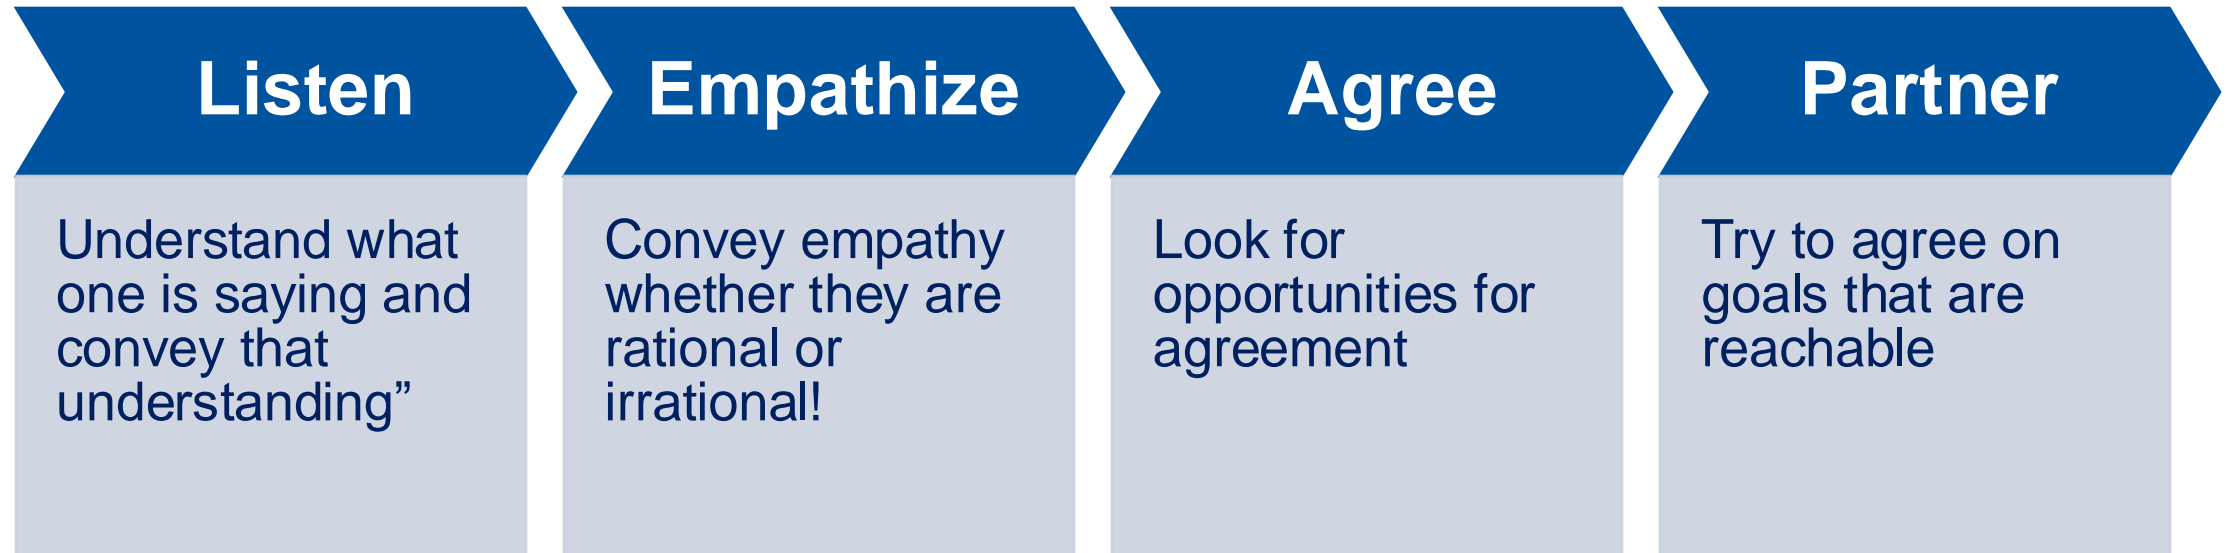 Listen
Understand what
one is saying and
convey that
understanding”
Empathize
Convey empathy
whether they are
rational or
irrational!
Agree
Look for
opportunities for
agreement
Partner
Try to agree on
goals that are
reachable